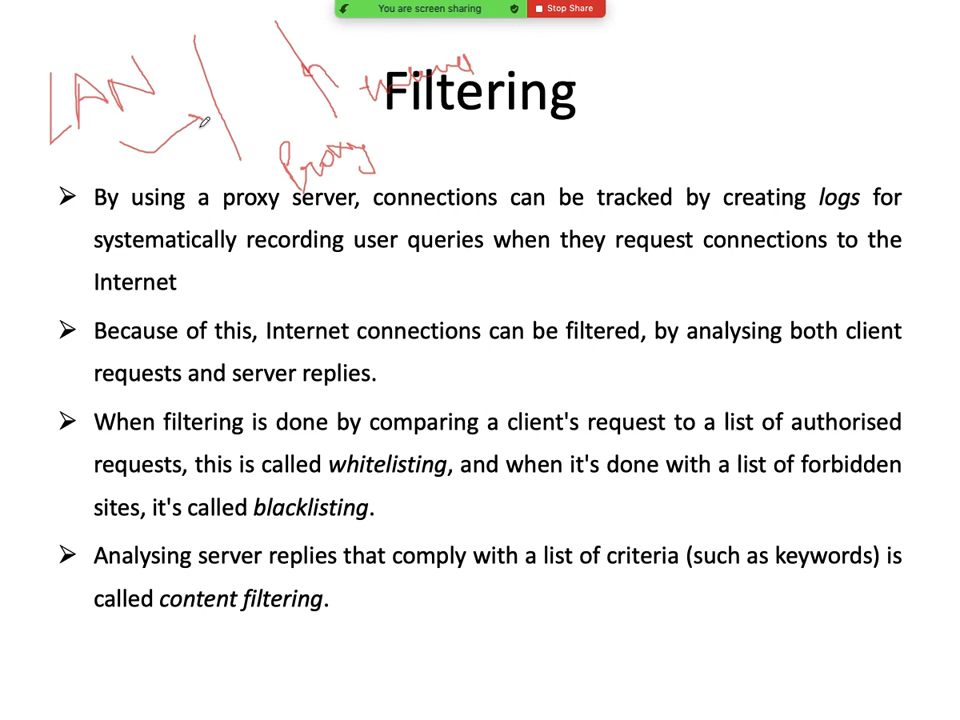 You are screen sharing Stop Share
LAN
Filtering
Proxy
➢ By using a proxy server, connections can be tracked by creating logs for
systematically recording user queries when they request connections to the
Internet
➢ Because of this, Internet connections can be filtered, by analysing both client
requests and server replies.
➢ When filtering is done by comparing a client's request to a list of authorised
requests, this is called whitelisting, and when it's done with a list of forbidden
sites, it's called blacklisting.
➢ Analysing server replies that comply with a list of criteria (such as keywords) is
called content filtering.